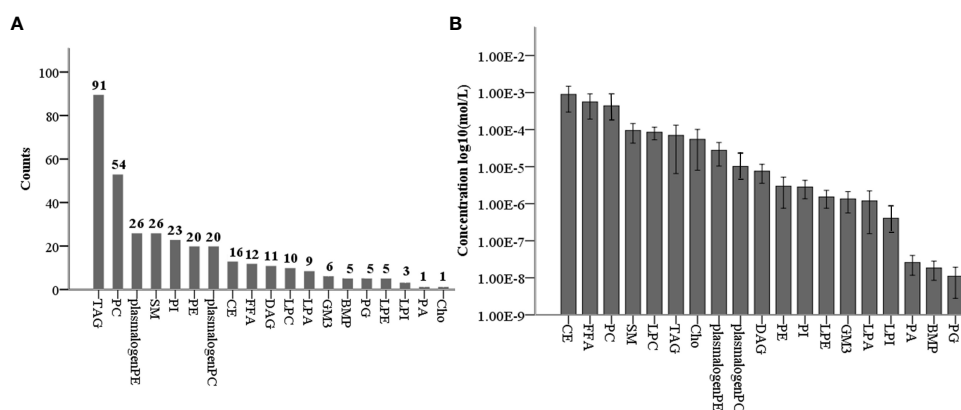 A
Counts
100
80
60
40
20
0
91
54
26
26
23
20
20
16
12
11
10
9
6
5
5
5
3
1
1
TAG
PC
plasmalogenPE
SM
PI
PE
plasmalogenPC
CE
FFA
DAG
LPC
LPA
GM3
BMP
PG
LPE
LPI
PA
Cho
B
Concentration log10(mol/L)
1.00E-2
1.00E-3
1.00E-4
1.00E-5
1.00E-6
1.00E-7
1.00E-8
1.00E-9
CE
FFA
PC
SM
LPC
TAG
Cho
plasmalogenPE
plasmalogenPC
DAG
PE
PI
LPE
GM3
LPA
LPI
PA
BMP
PG